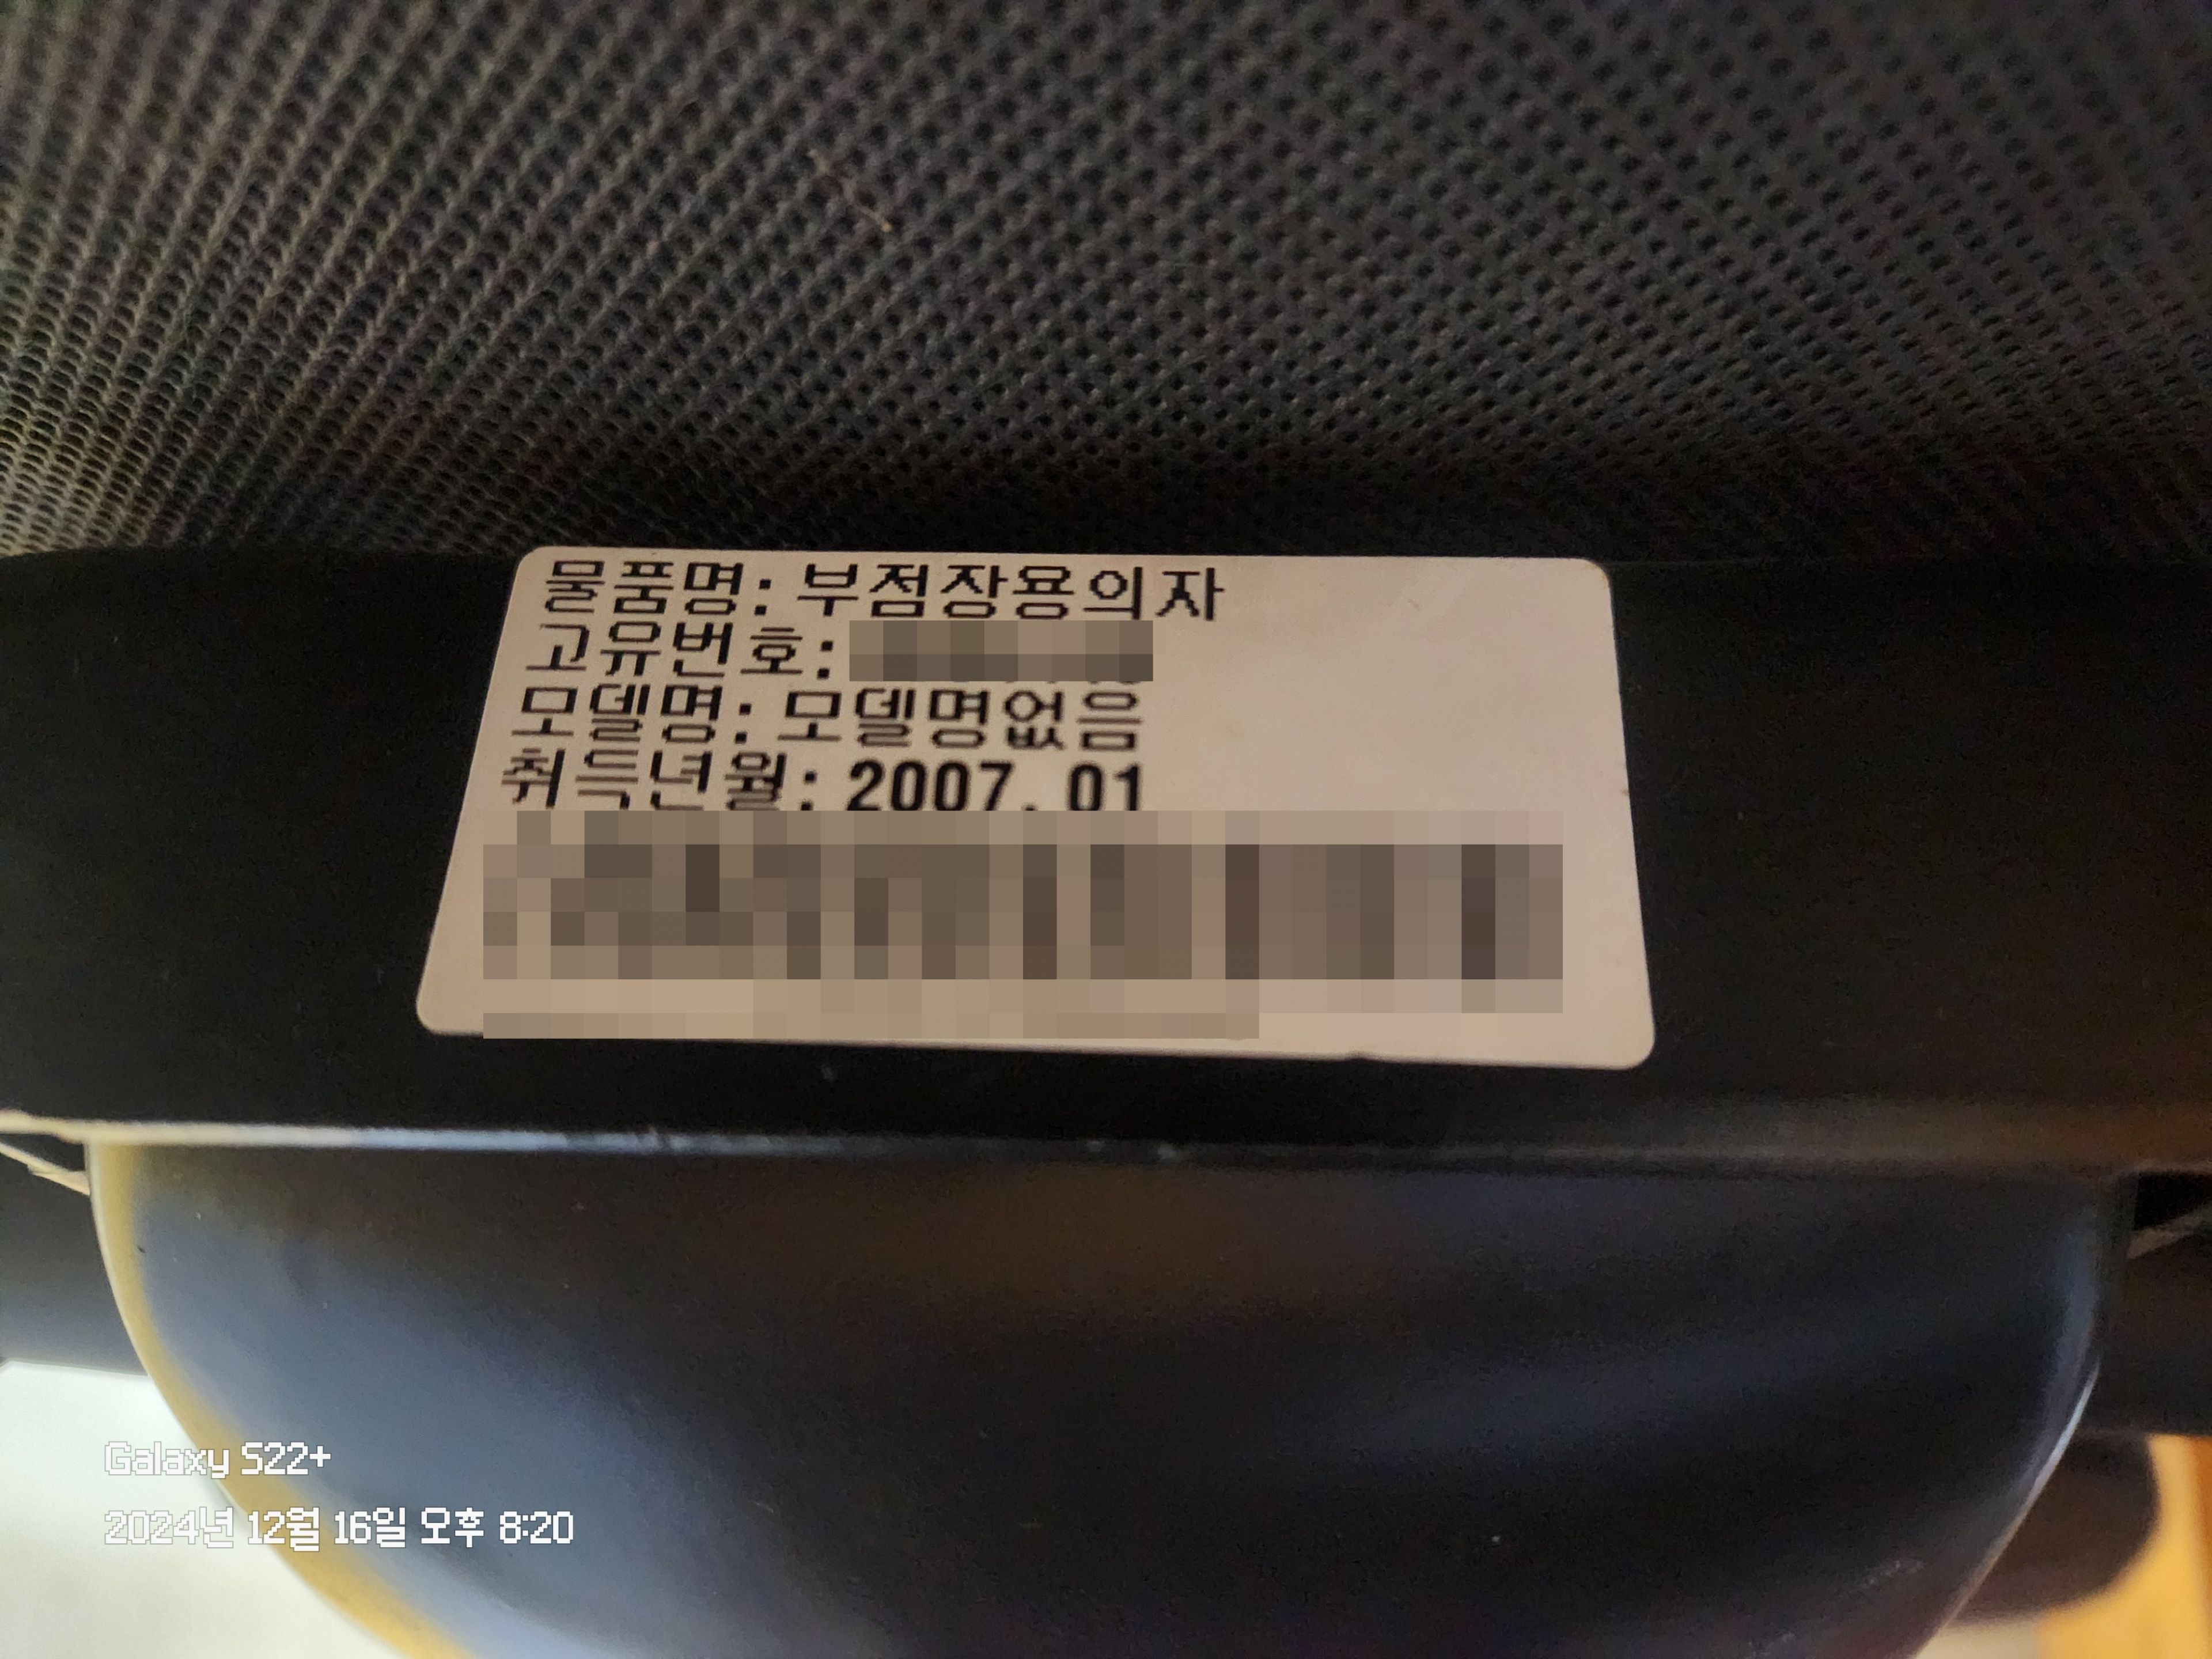 물품명: 부점장용의자
고유번호:
모델명: 모델명없음
취득년월: 2007.01
Galaxy S22+
2024년 12월 16일 오후 8:20